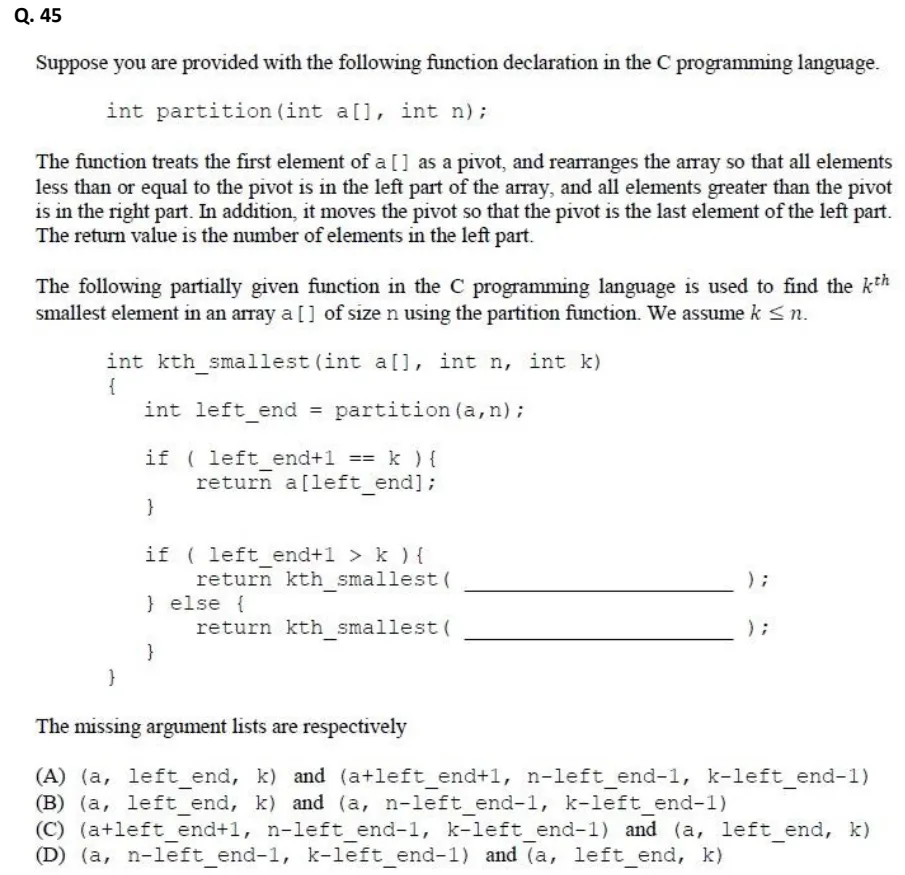 Q. 45
Suppose you are provided with the following function declaration in the C programming language.
int partition(int a[], int n);
The function treats the first element of a[] as a pivot, and rearranges the array so that all elements
less than or equal to the pivot is in the left part of the array, and all elements greater than the pivot
is in the right part. In addition, it moves the pivot so that the pivot is the last element of the left part.
The return value is the number of elements in the left part.
The following partially given function in the C programming language is used to find the kth
smallest element in an array a[] of size n using the partition function. We assume k ≤ n.
int kth_smallest(int a[], int n, int k)
{
int left_end = partition(a,n);
if ( left_end+1 == k ){
return a[left_end];
}
if ( left_end+1 > k ){
return kth_smallest( ____________________ );
} else {
return kth_smallest( ____________________ );
}
}
The missing argument lists are respectively
(A) (a, left_end, k) and (a+left_end+1, n-left_end-1, k-left_end-1)
(B) (a, left_end, k) and (a, n-left_end-1, k-left_end-1)
(C) (a+left_end+1, n-left_end-1, k-left_end-1) and (a, left_end, k)
(D) (a, n-left_end-1, k-left_end-1) and (a, left_end, k)